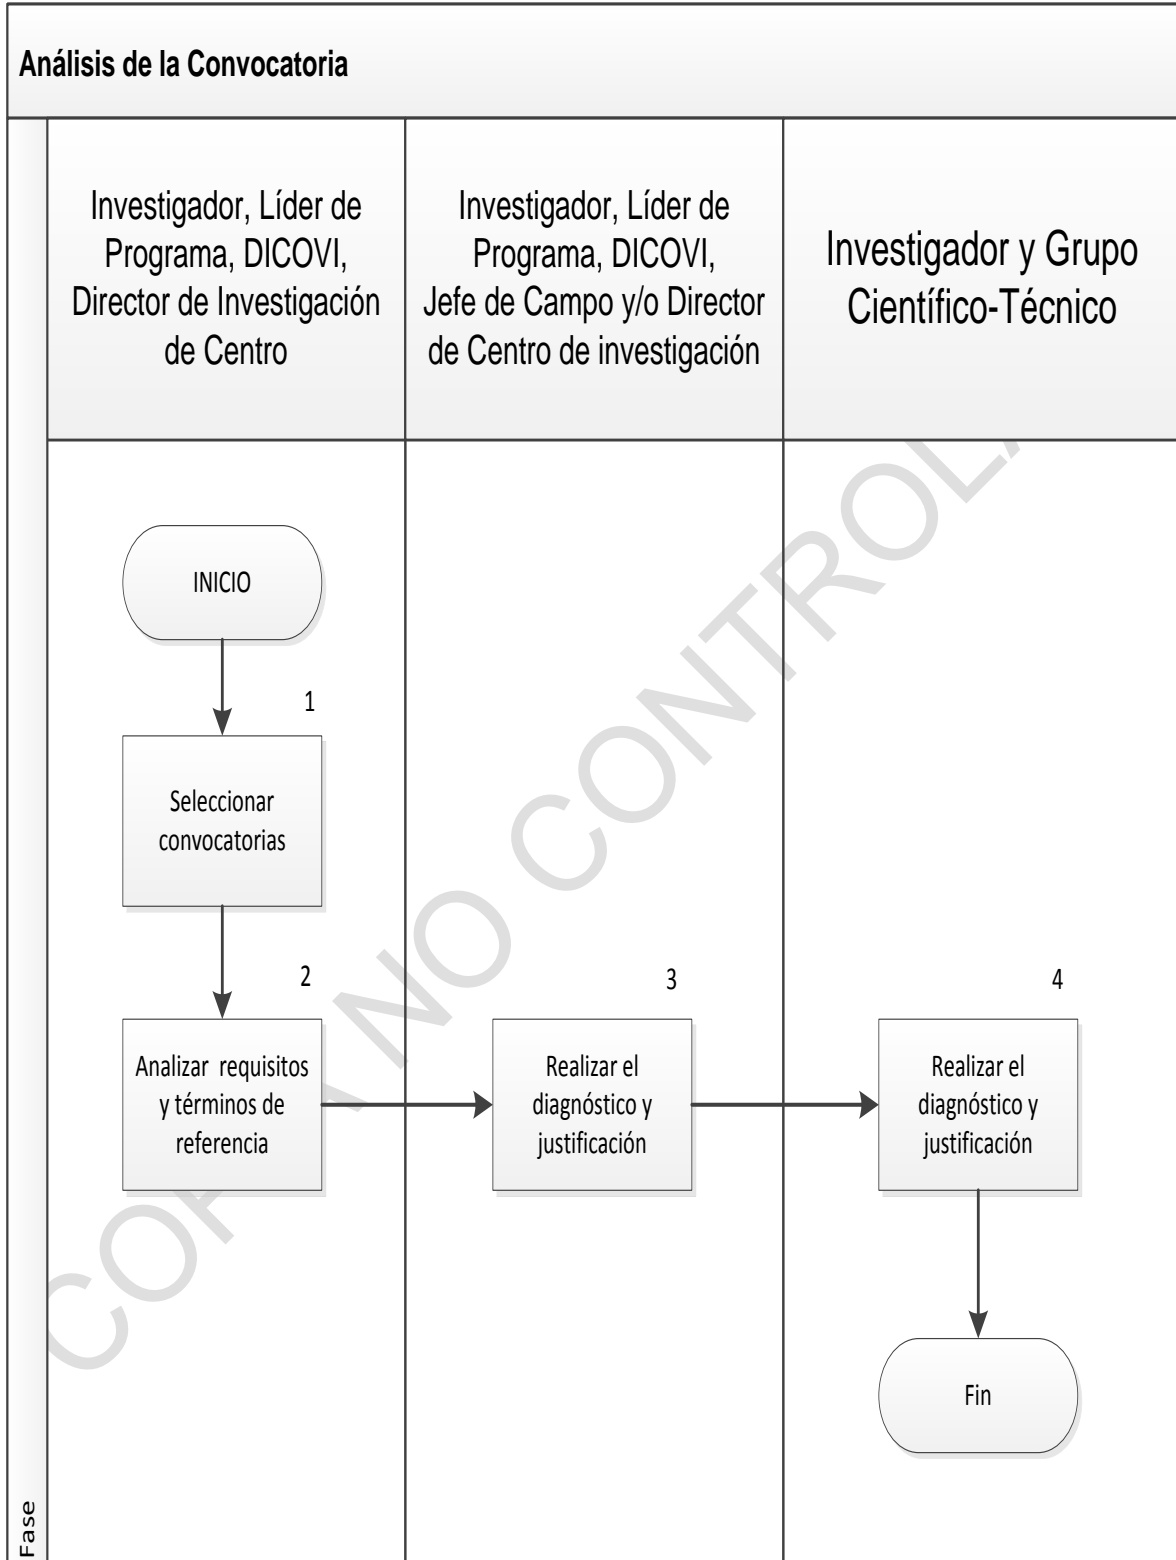 Análisis de la Convocatoria
Investigador, Líder de
Programa, DICOVI,
Director de Investigación
de Centro
Investigador, Líder de
Programa, DICOVI,
Jefe de Campo y/o Director
de Centro de investigación
Investigador y Grupo
Científico-Técnico
INICIO
1
Seleccionar
convocatorias
2
Analizar requisitos
y términos de
referencia
3
Realizar el
diagnóstico y
justificación
4
Realizar el
diagnóstico y
justificación
Fin
Fase
COPIA NO CONTROLA